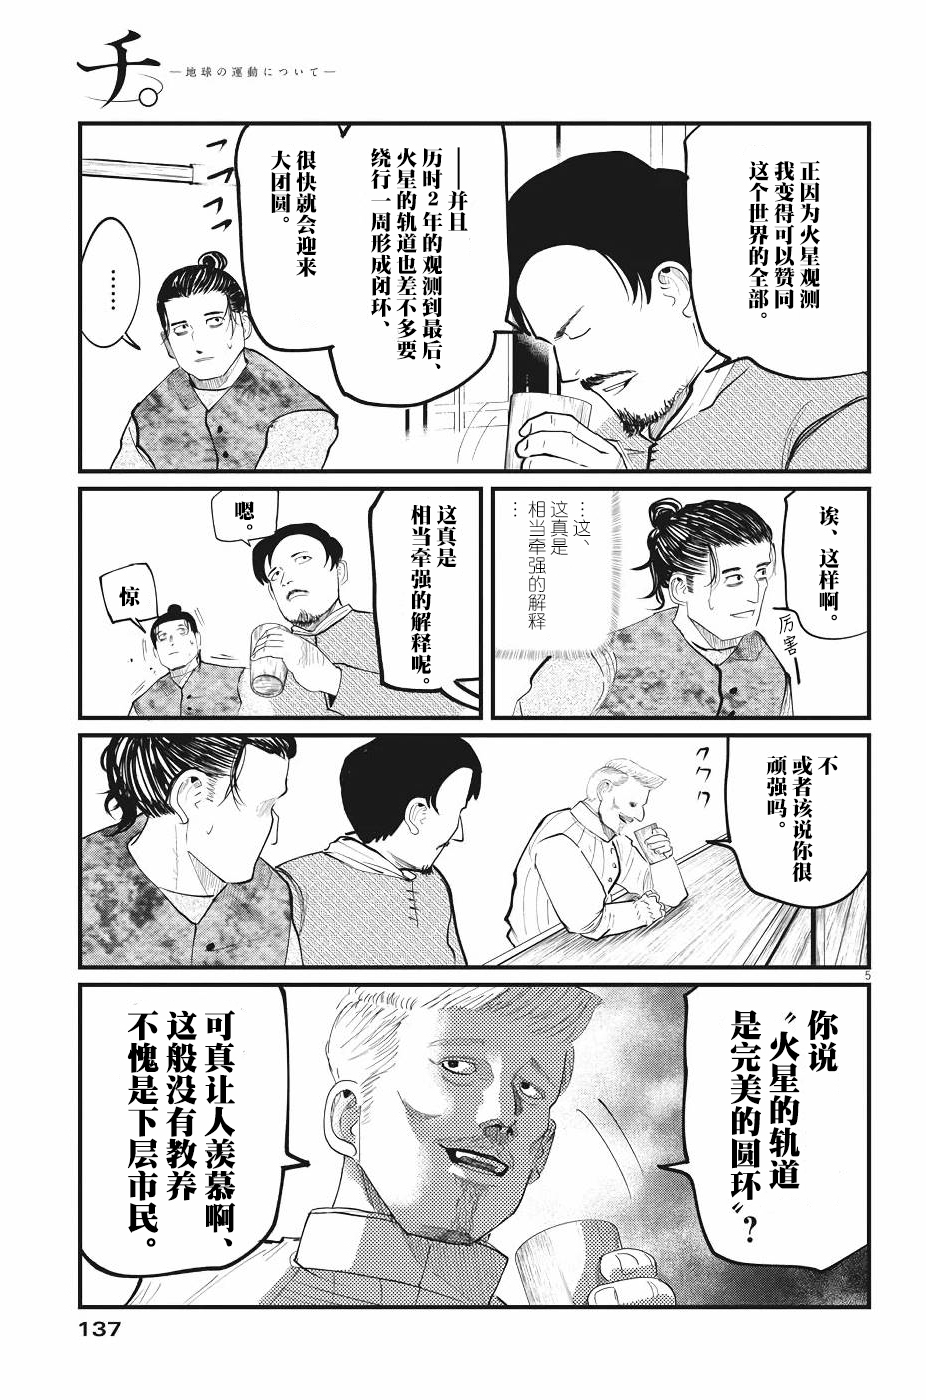 チ。
―地球の運動について―
正因为火星观测
我变得可以赞同
这个世界的全部。
——并且
历时2年的观测到最后、
火星的轨道也差不多要
绕行一周形成闭环、
很快就会迎来
大团圆。
……
诶、这样啊。
厉害
…这、
这真是
相当牵强的解释
…
这真是
相当牵强的解释呢。
嗯。
惊
不
或者该说你很
顽强吗。
クククク
5
你说
〝火星的轨道
是完美的圆环〟?
可真让人羡慕啊、
这般没有教养
不愧是下层市民。
137